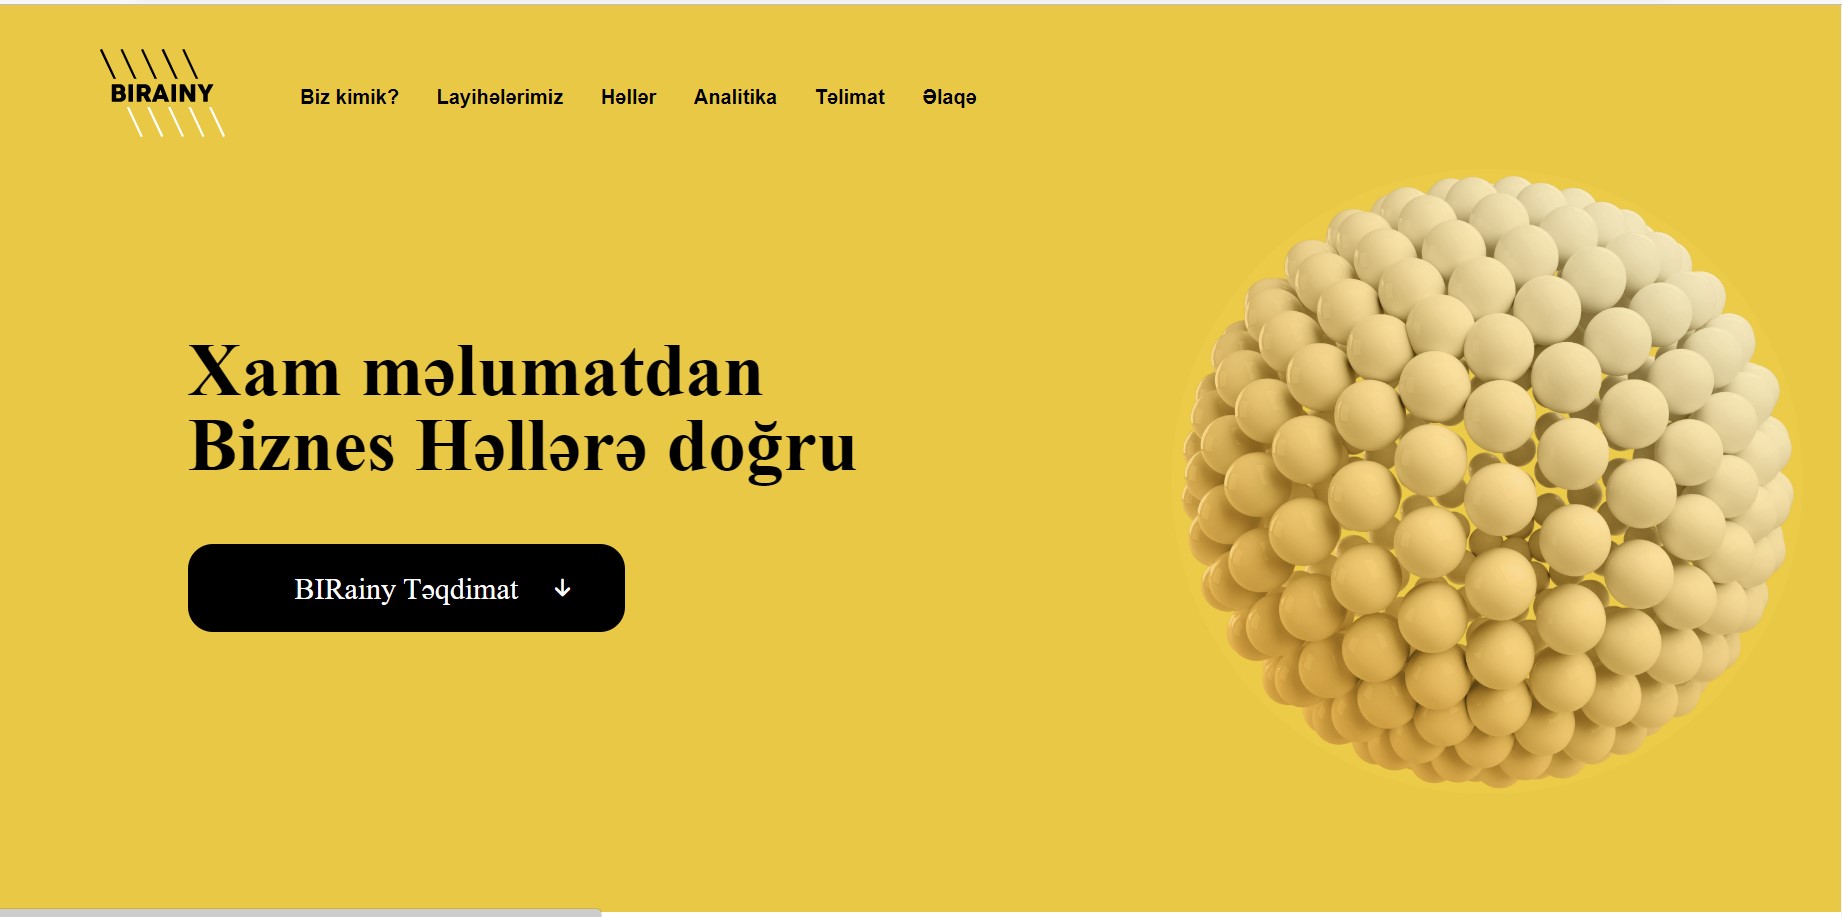 BIRAINY
Biz kimik? Layihələrimiz Həllər Analitika Təlimat Əlaqə
Xam məlumatdan
Biznes Həllərə doğru
BIRainy Təqdimat